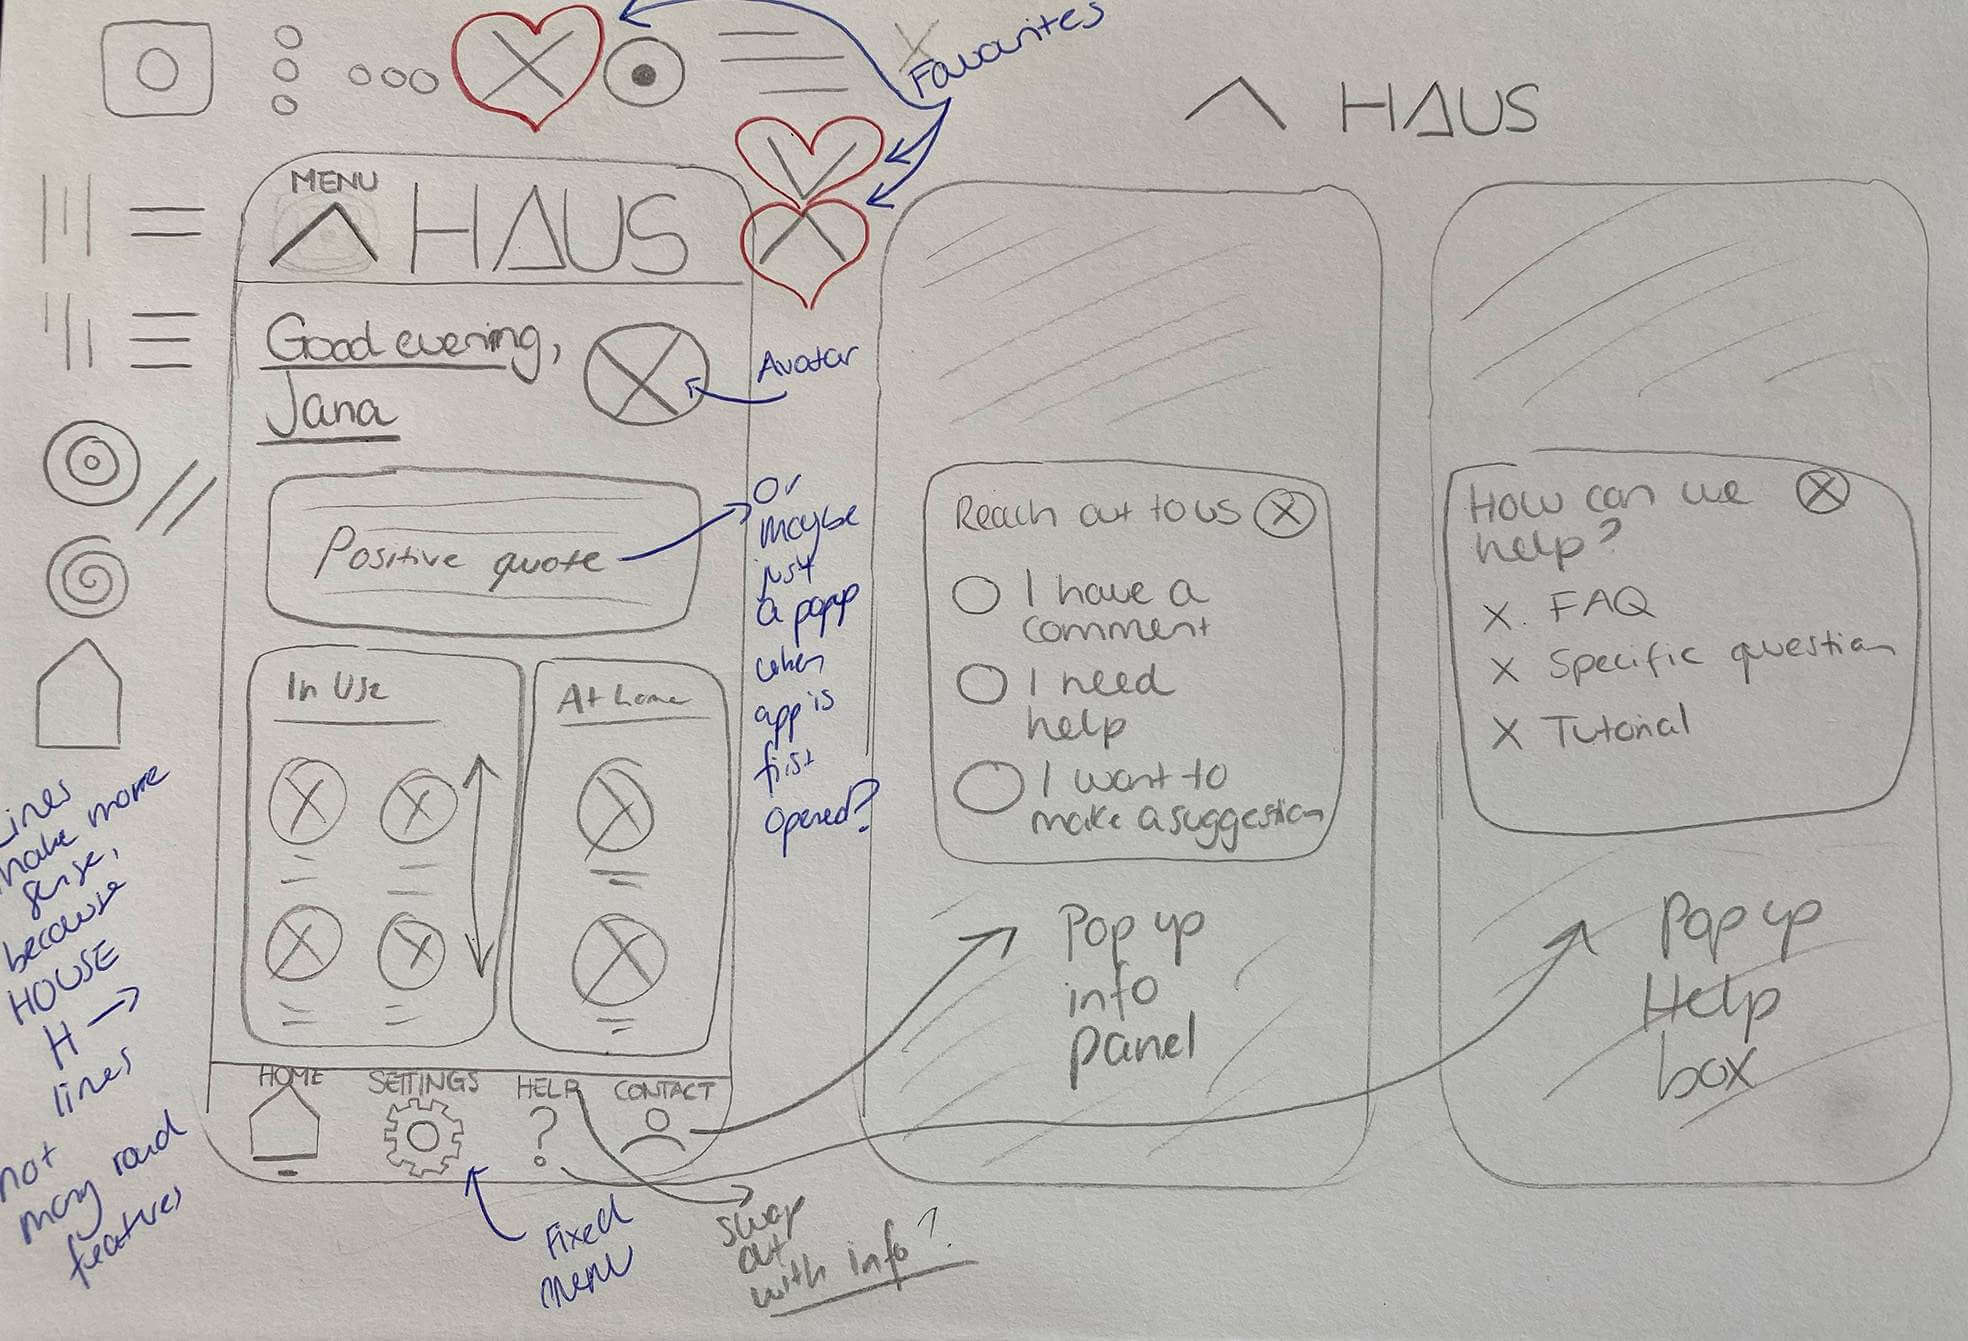 Favourites
HAUS
MENU
HAUS
Good evening,
Jana
Avatar
Positive quote
Or
maybe
just
a popup
when
app is
first
opened?
In Use
At home
HOME
SETTINGS
HELP
CONTACT
Fixed
menu
Swap
out
with info?
Lines
make more
sense,
because
HOUSE
H →
lines
not
many round
features
Reach out to us
I have a
comment
I need
help
I want to
make a suggestion
Pop up
info
panel
How can we
help?
X. FAQ
X Specific question
X Tutorial
Pop up
Help
box